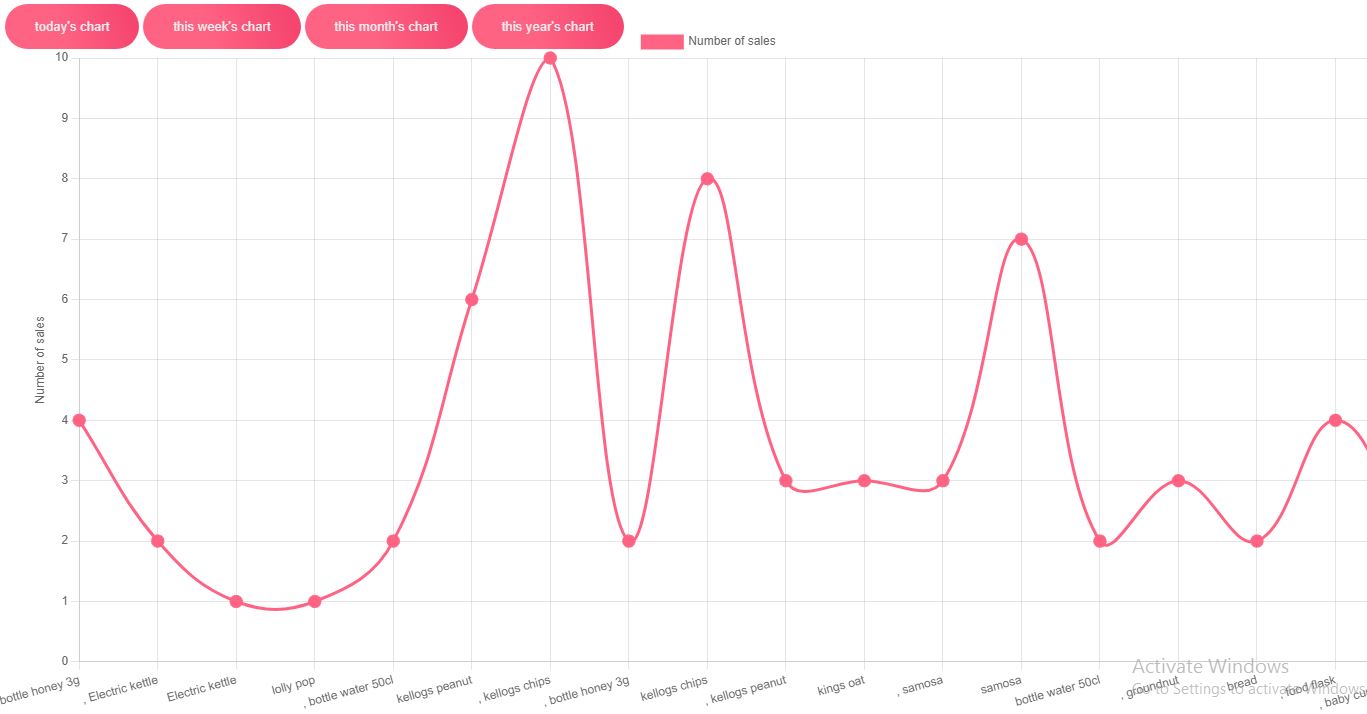 today's chart
this week's chart
this month's chart
this year's chart
Number of sales
10
9
8
7
6
5
4
3
2
1
0
Number of sales
bottle honey 3g
, Electric kettle
Electric kettle
lolly pop
, bottle water 50cl
kellogs peanut
, kellogs chips
, bottle honey 3g
kellogs chips
, kellogs peanut
kings oat
, samosa
samosa
bottle water 50cl
, groundnut
bread
, food flask
, baby
Activate Windows
Go to Settings to activate Windows